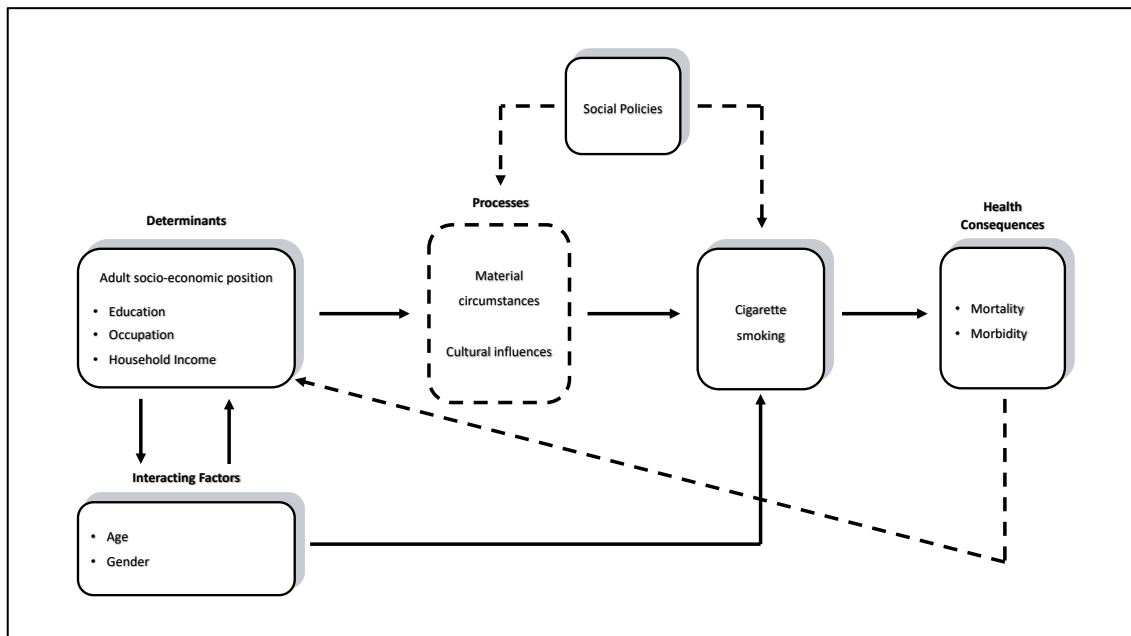 Social Policies
Determinants
Adult socio-economic position
• Education
• Occupation
• Household Income
Processes
Material
circumstances
Cultural influences
Cigarette
smoking
Health
Consequences
• Mortality
• Morbidity
Interacting Factors
• Age
• Gender